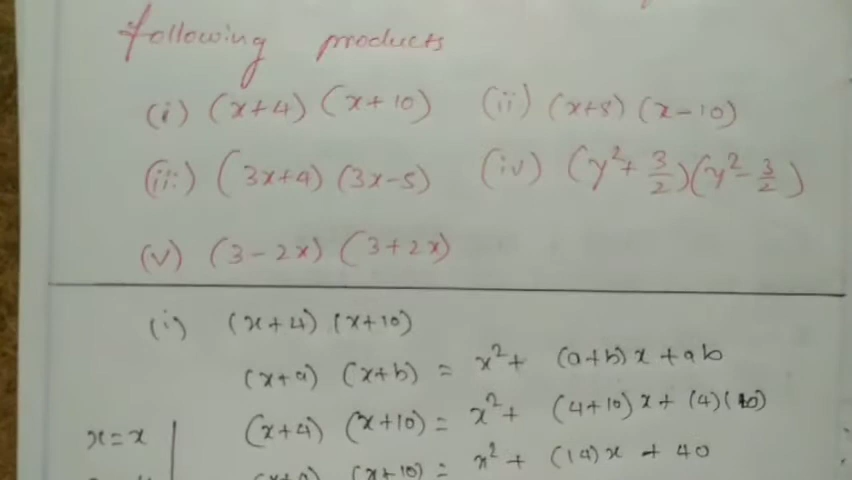 following products
(i) (x+4) (x+10) (ii) (x+5) (x-10)
(iii) (3x+4) (3x-5) (iv) (y²+ 3/2)(y²- 3/2)
(v) (3-2x) (3+2x)
(i) (x+4) (x+10)
(x+a) (x+b) = x²+ (a+b)x + ab
(x+4) (x+10) = x²+ (4+10)x + (4)(10)
x=x
(x+10) = x² + (14)x + 40